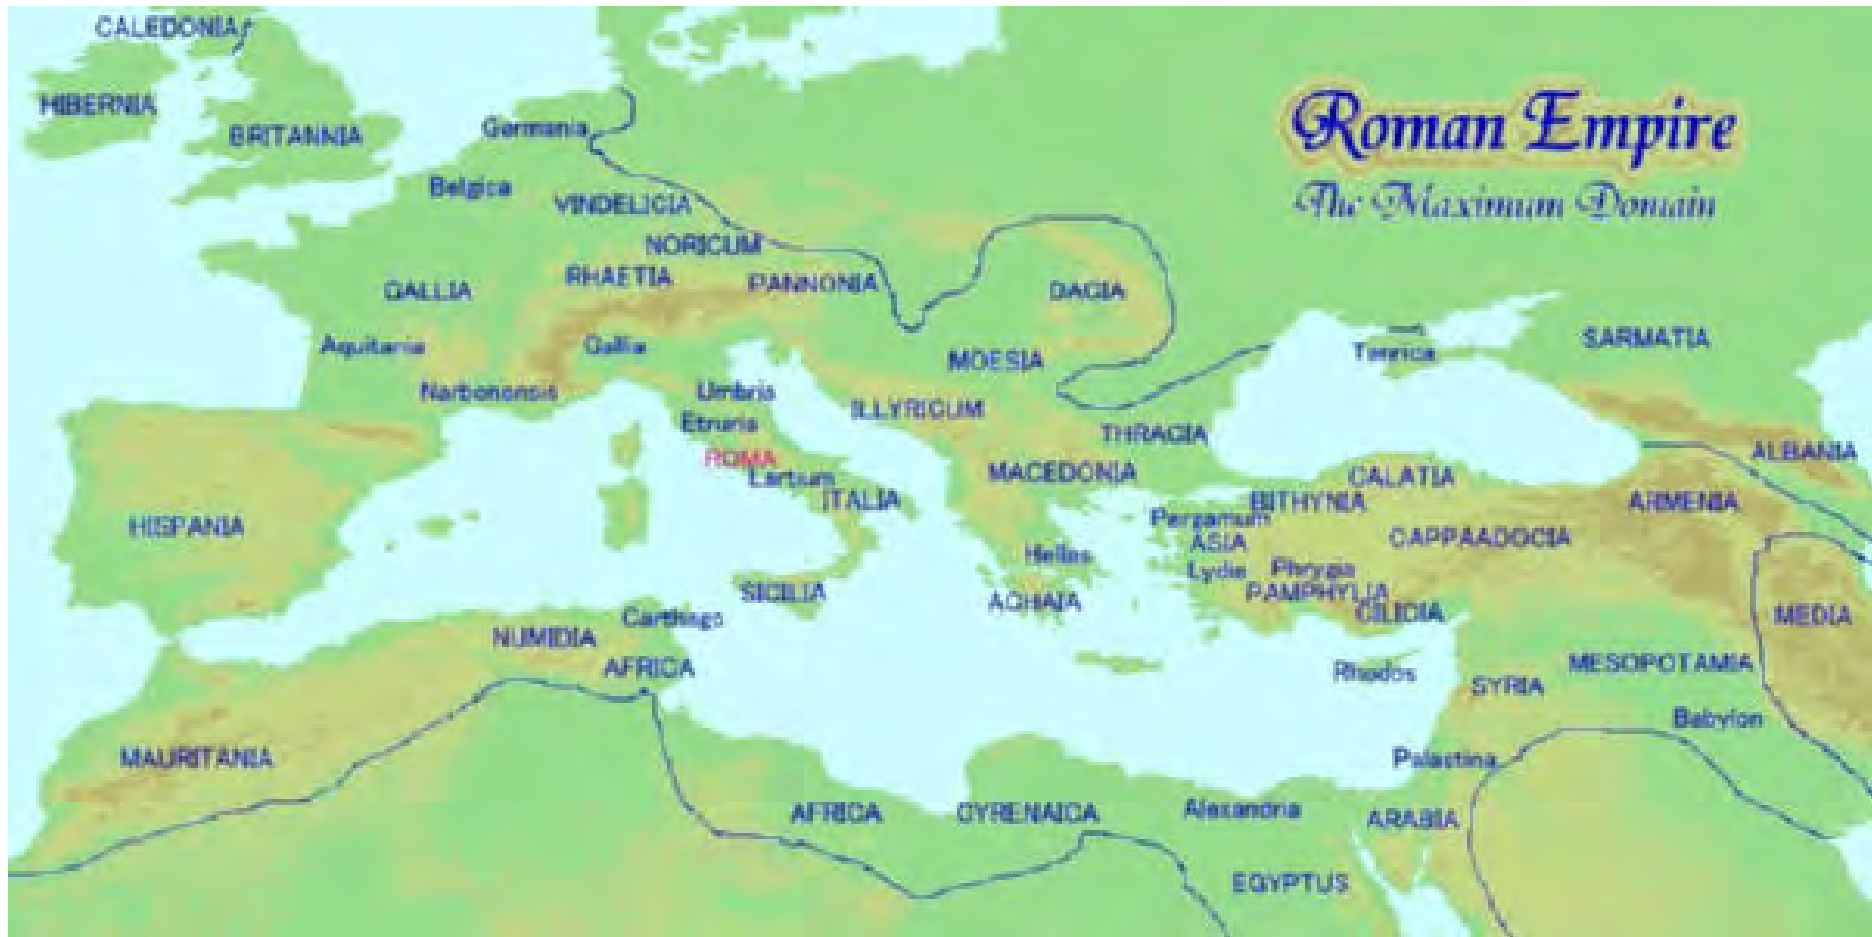 CALEDONIA
HIBERNIA
BRITANNIA
Germania
Roman Empire
The Maximum Domain
Belgica
VINDELICIA
NORICUM
RHAETIA
PANNONIA
GALLIA
DACIA
Aquitania
Gallia
MOESIA
Taurica
SARMATIA
Narbonensis
Umbria
ILLYRICUM
Etruria
THRACIA
ROMA
ALBANIA
MACEDONIA
CALATIA
ITALIA
BITHYNIA
ARMENIA
Pergamum
HISPANIA
ASIA
CAPPAADOCIA
Hellas
Lydie
Phrygia
SICILIA
ACHAIA
PAMPHYLIA
CILICIA
MEDIA
Carthago
NUMIDIA
AFRICA
Rhodos
MESOPOTAMIA
SYRIA
Babylon
MAURITANIA
Palastina
AFRICA
CYRENAICA
Alexandria
ARABIA
EGYPTUS